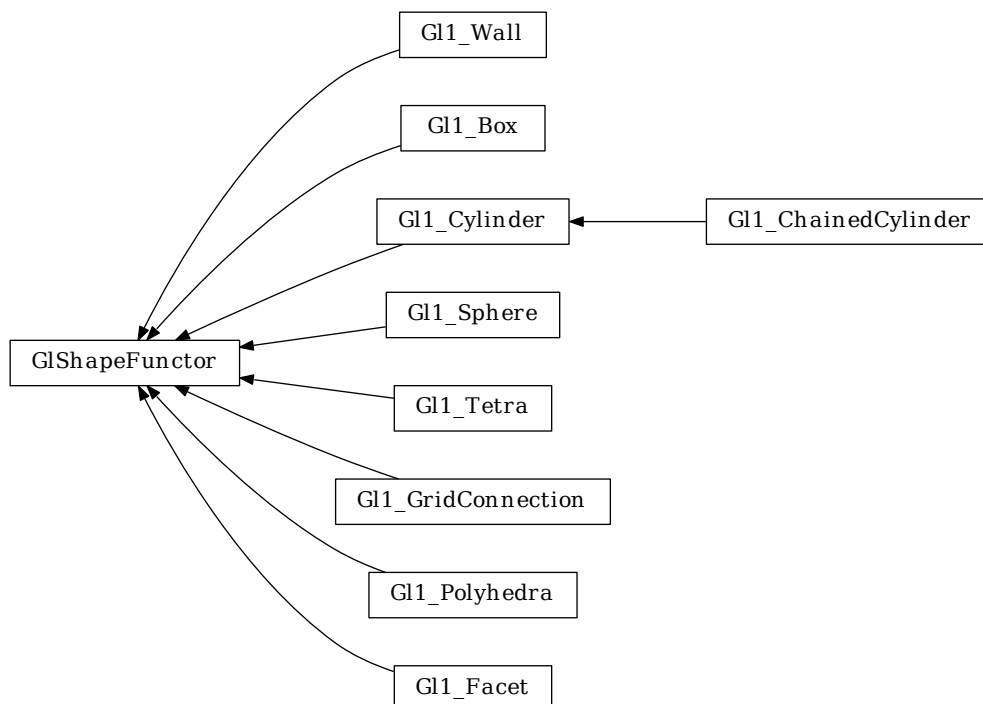 Gl1_Wall
Gl1_Box
Gl1_Cylinder
Gl1_ChainedCylinder
Gl1_Sphere
GlShapeFunctor
Gl1_Tetra
Gl1_GridConnection
Gl1_Polyhedra
Gl1_Facet